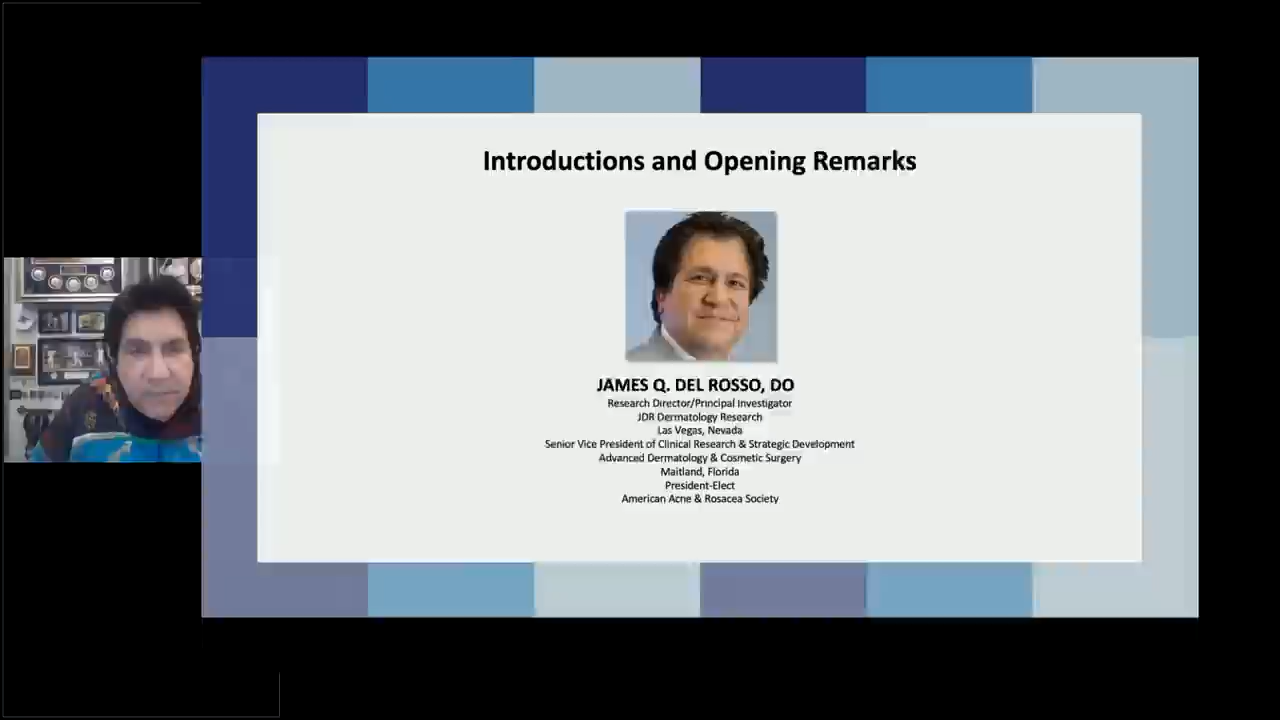 Introductions and Opening Remarks
JAMES Q. DEL ROSSO, DO
Research Director/Principal Investigator
JDR Dermatology Research
Las Vegas, Nevada
Senior Vice President of Clinical Research & Strategic Development
Advanced Dermatology & Cosmetic Surgery
Maitland, Florida
President-Elect
American Acne & Rosacea Society